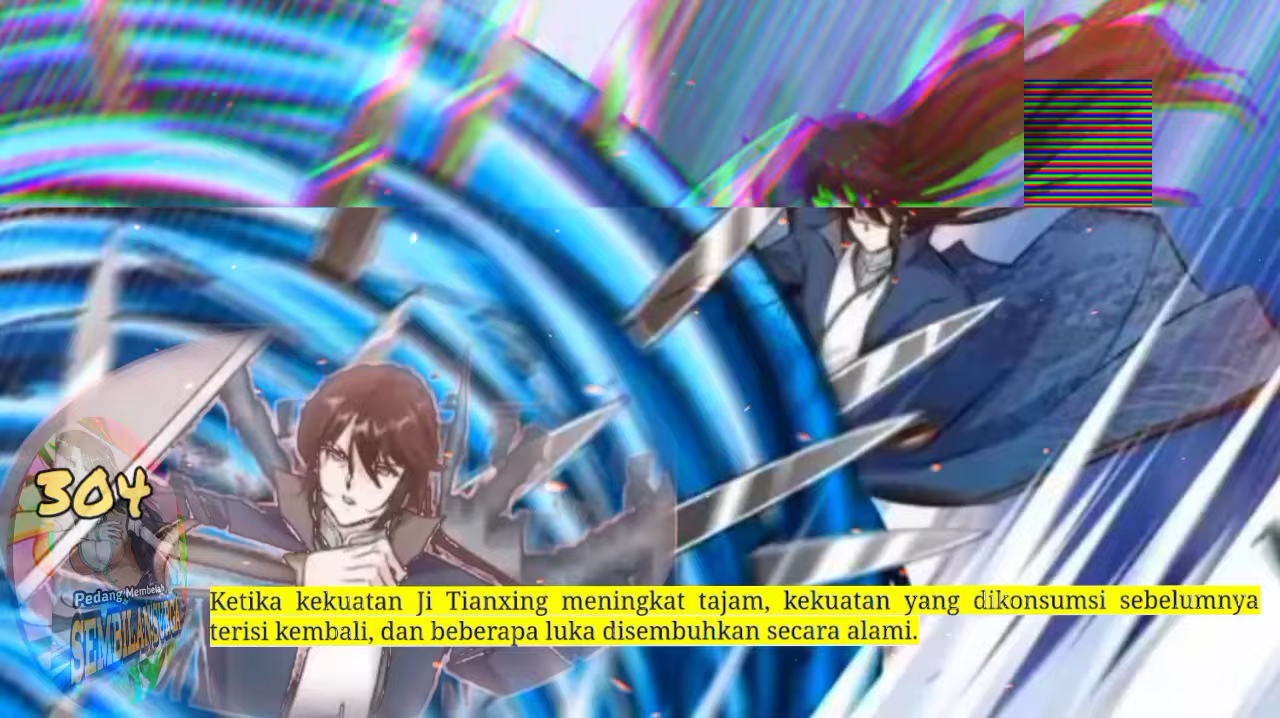 304
Pedang Membelah
SEMBILAN SURGA
Ketika kekuatan Ji Tianxing meningkat tajam, kekuatan yang dikonsumsi sebelumnya
terisi kembali, dan beberapa luka disembuhkan secara alami.